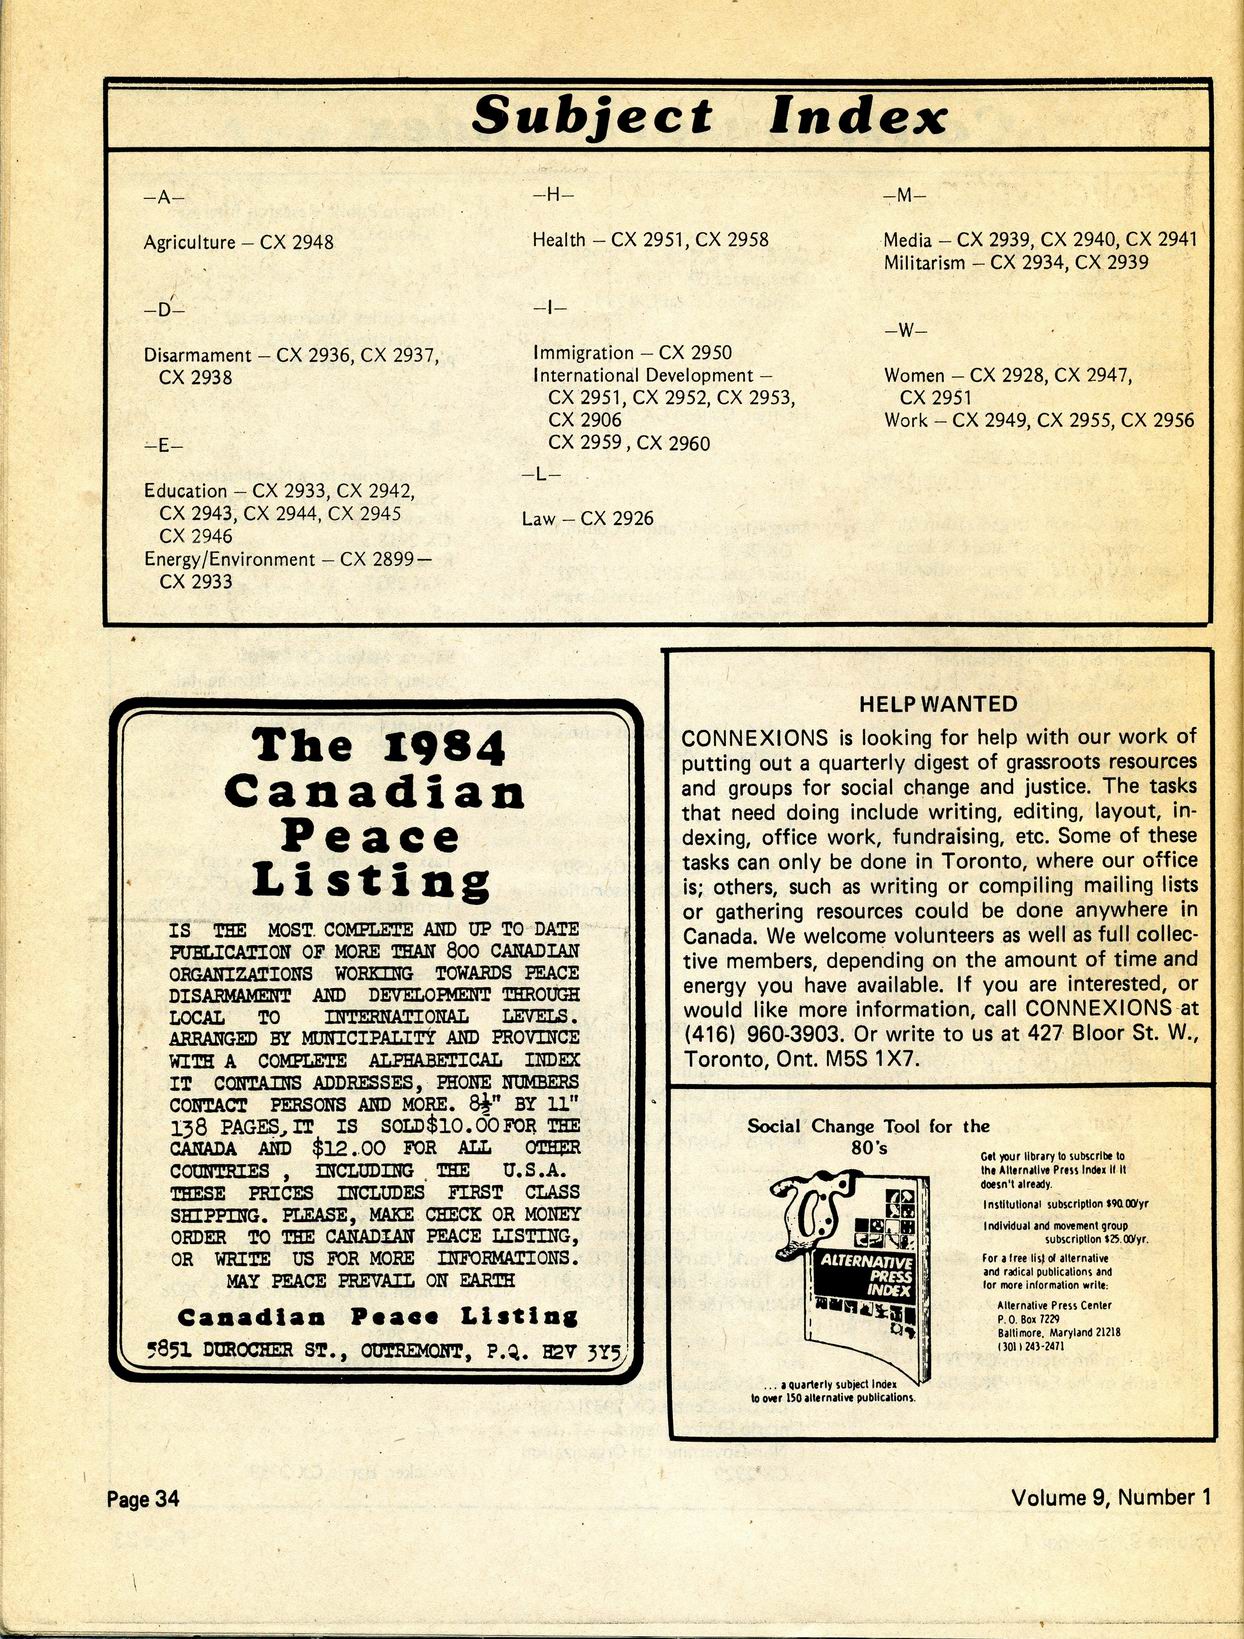 Subject Index
—A—
Agriculture — CX 2948
—D—
Disarmament — CX 2936, CX 2937,
CX 2938
—E—
Education — CX 2933, CX 2942,
CX 2943, CX 2944, CX 2945
CX 2946
Energy/Environment — CX 2899—
CX 2933
—H—
Health — CX 2951, CX 2958
—I—
Immigration — CX 2950
International Development —
CX 2951, CX 2952, CX 2953,
CX 2906
CX 2959, CX 2960
—L—
Law — CX 2926
—M—
Media — CX 2939, CX 2940, CX 2941
Militarism — CX 2934, CX 2939
—W—
Women — CX 2928, CX 2947,
CX 2951
Work — CX 2949, CX 2955, CX 2956
The 1984
Canadian
Peace
Listing
IS THE MOST COMPLETE AND UP TO DATE
PUBLICATION OF MORE THAN 800 CANADIAN
ORGANIZATIONS WORKING TOWARDS PEACE
DISARMAMENT AND DEVELOPMENT THROUGH
LOCAL TO INTERNATIONAL LEVELS.
ARRANGED BY MUNICIPALITY AND PROVINCE
WITH A COMPLETE ALPHABETICAL INDEX
IT CONTAINS ADDRESSES, PHONE NUMBERS
CONTACT PERSONS AND MORE. 8½" BY 11"
138 PAGES, IT IS SOLD $10.00 FOR THE
CANADA AND $12.00 FOR ALL OTHER
COUNTRIES, INCLUDING THE U.S.A.
THESE PRICES INCLUDES FIRST CLASS
SHIPPING. PLEASE, MAKE CHECK OR MONEY
ORDER TO THE CANADIAN PEACE LISTING,
OR WRITE US FOR MORE INFORMATIONS.
MAY PEACE PREVAIL ON EARTH
Canadian Peace Listing
5851 DUROCHER ST., OUTREMONT, P.Q. H2V 3Y5
HELP WANTED
CONNEXIONS is looking for help with our work of
putting out a quarterly digest of grassroots resources
and groups for social change and justice. The tasks
that need doing include writing, editing, layout, in-
dexing, office work, fundraising, etc. Some of these
tasks can only be done in Toronto, where our office
is; others, such as writing or compiling mailing lists
or gathering resources could be done anywhere in
Canada. We welcome volunteers as well as full collec-
tive members, depending on the amount of time and
energy you have available. If you are interested, or
would like more information, call CONNEXIONS at
(416) 960-3903. Or write to us at 427 Bloor St. W.,
Toronto, Ont. M5S 1X7.
Social Change Tool for the
80's
ALTERNATIVE
PRESS
INDEX
... a quarterly subject index
to over 150 alternative publications.
Get your library to subscribe to
the Alternative Press Index if it
doesn't already.
Institutional subscription $90.00/yr
Individual and movement group
subscription $25.00/yr.
For a free list of alternative
and radical publications and
for more information write:
Alternative Press Center
P.O. Box 7229
Baltimore, Maryland 21218
(301) 243-2471
Page 34
Volume 9, Number 1